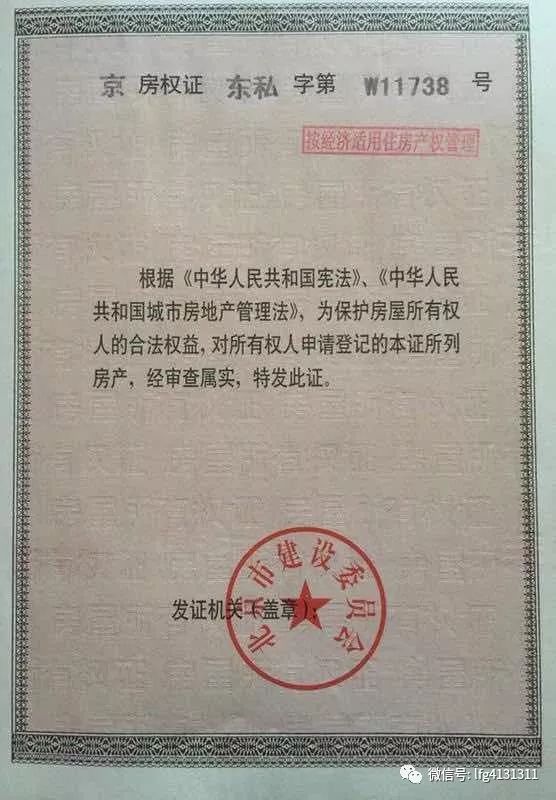 京 房权证 东私 字第 W11738 号
按经济适用住房产权管理
根据《中华人民共和国宪法》、《中华人民
共和国城市房地产管理法》，为保护房屋所有权
人的合法权益，对所有权人申请登记的本证所列
房产，经审查属实，特发此证。
北京市建设委员会
发证机关（盖章）：
微信号: lfg4131311